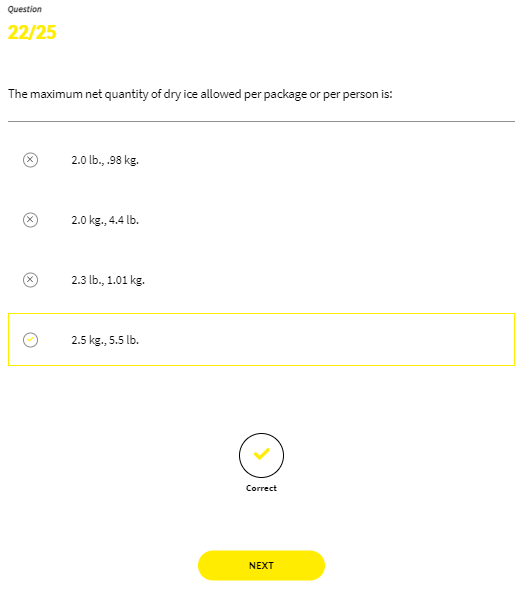 Question
22/25
The maximum net quantity of dry ice allowed per package or per person is:
2.0 lb., .98 kg.
2.0 kg., 4.4 lb.
2.3 lb., 1.01 kg.
2.5 kg., 5.5 lb.
Correct
NEXT